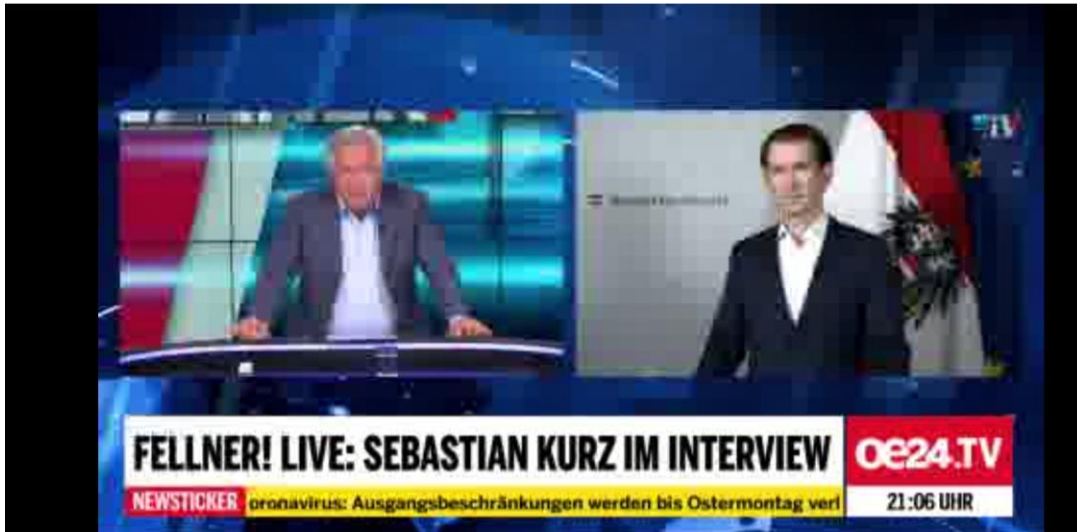 FELLNER! LIVE: SEBASTIAN KURZ IM INTERVIEW
oe24.TV
NEWSTICKER oronavirus: Ausgangsbeschränkungen werden bis Ostermontag verl
21:06 UHR